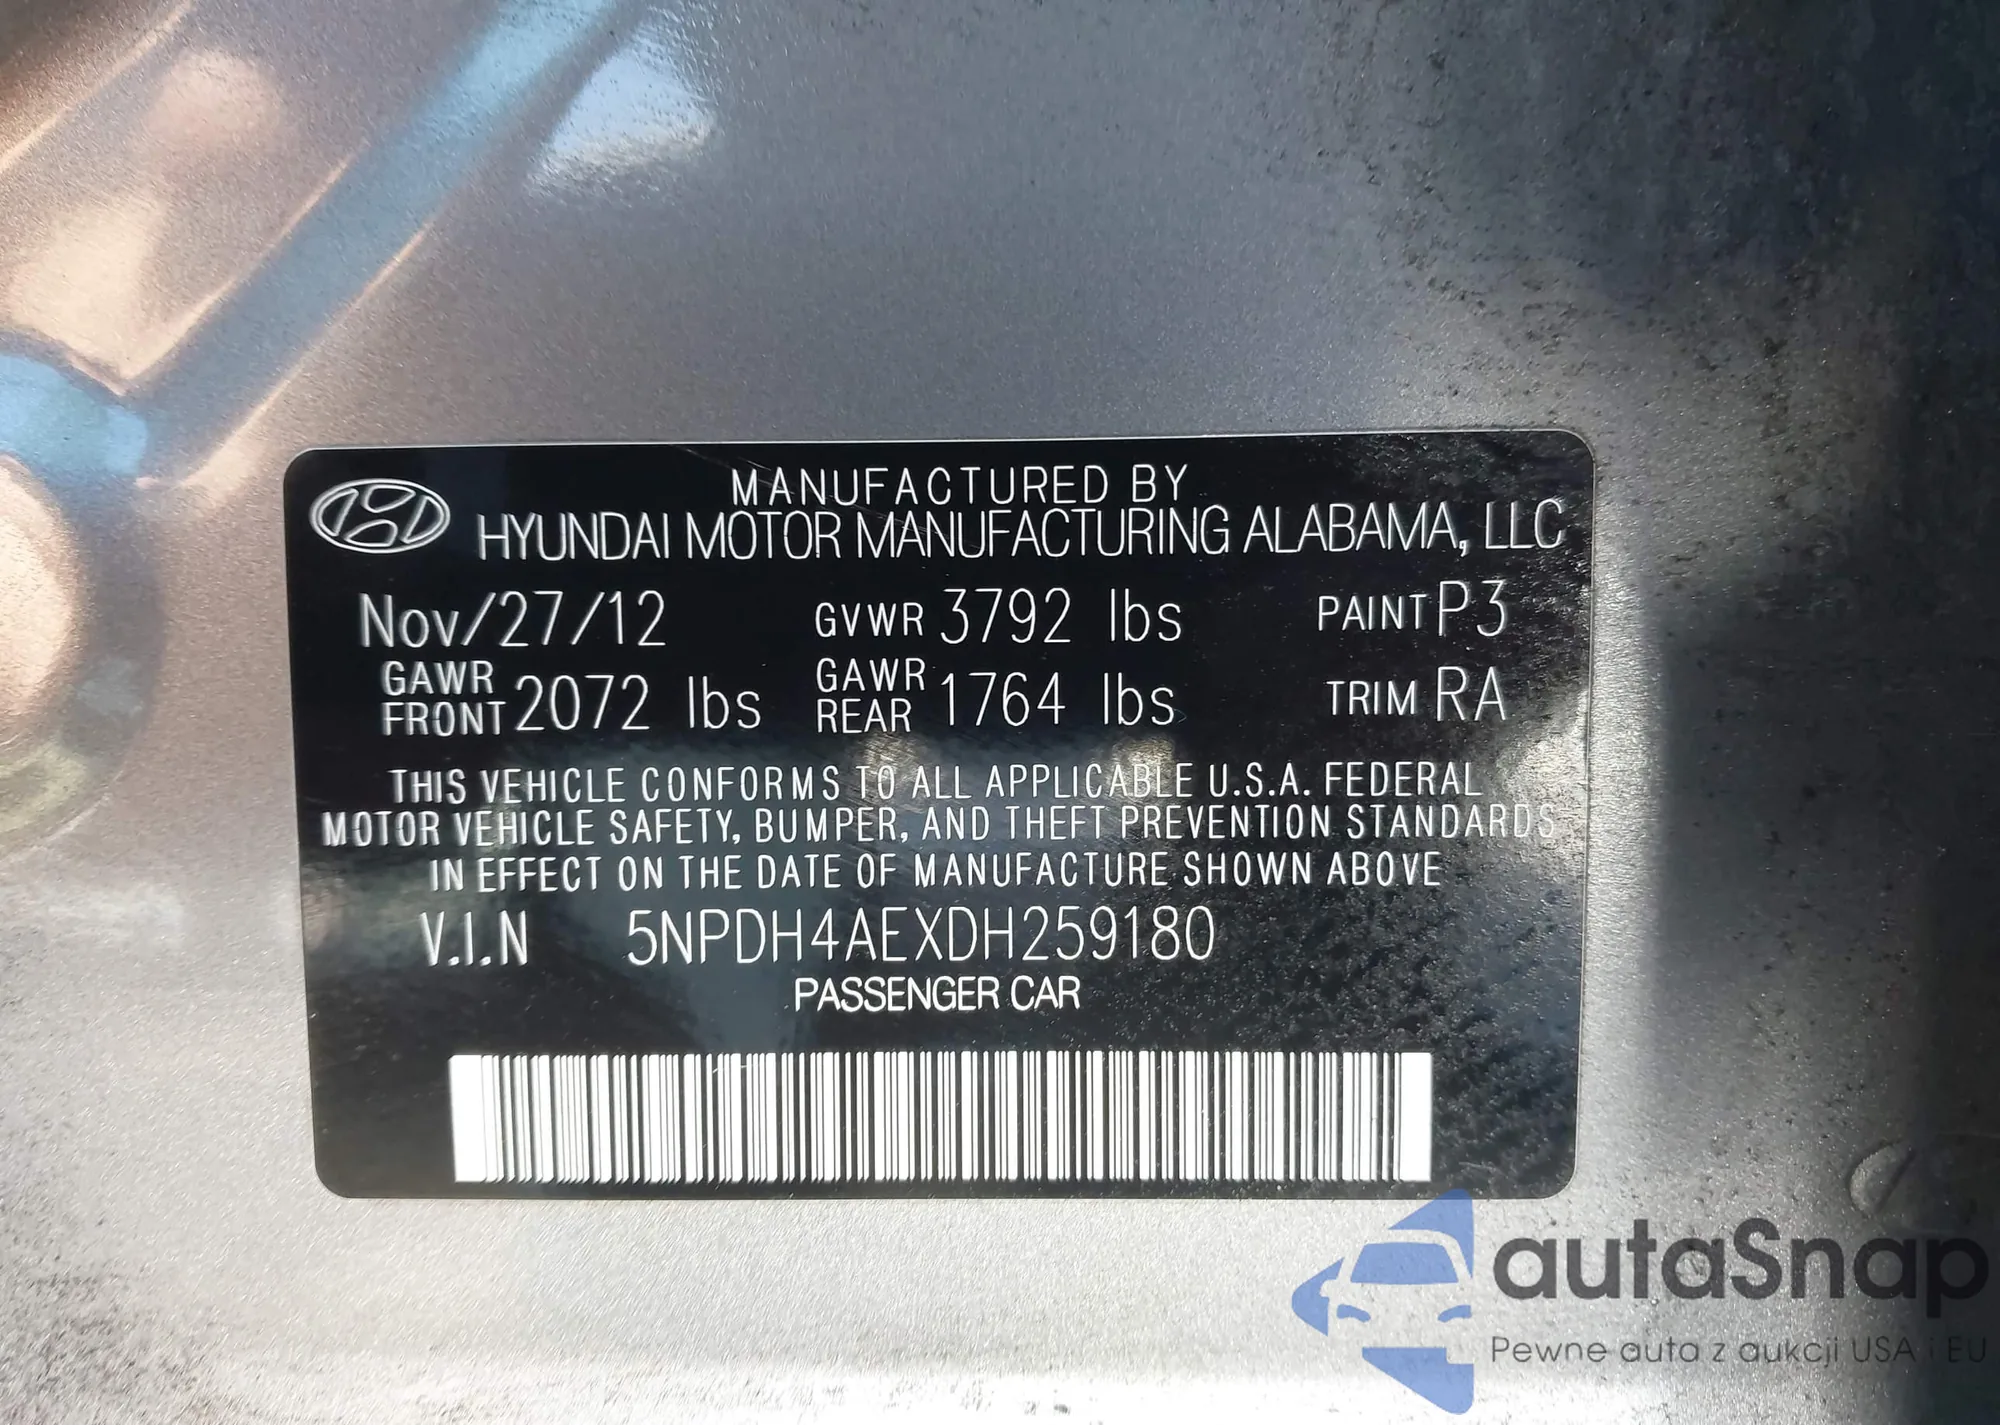 MANUFACTURED BY
HYUNDAI MOTOR MANUFACTURING ALABAMA, LLC
Nov/27/12 GVWR 3792 lbs PAINT P3
GAWR FRONT 2072 lbs GAWR REAR 1764 lbs TRIM RA
THIS VEHICLE CONFORMS TO ALL APPLICABLE U.S.A. FEDERAL
MOTOR VEHICLE SAFETY, BUMPER, AND THEFT PREVENTION STANDARDS
IN EFFECT ON THE DATE OF MANUFACTURE SHOWN ABOVE
V.I.N 5NPDH4AEXDH259180
PASSENGER CAR
autaSnap
Pewne auta z aukcji USA i EU